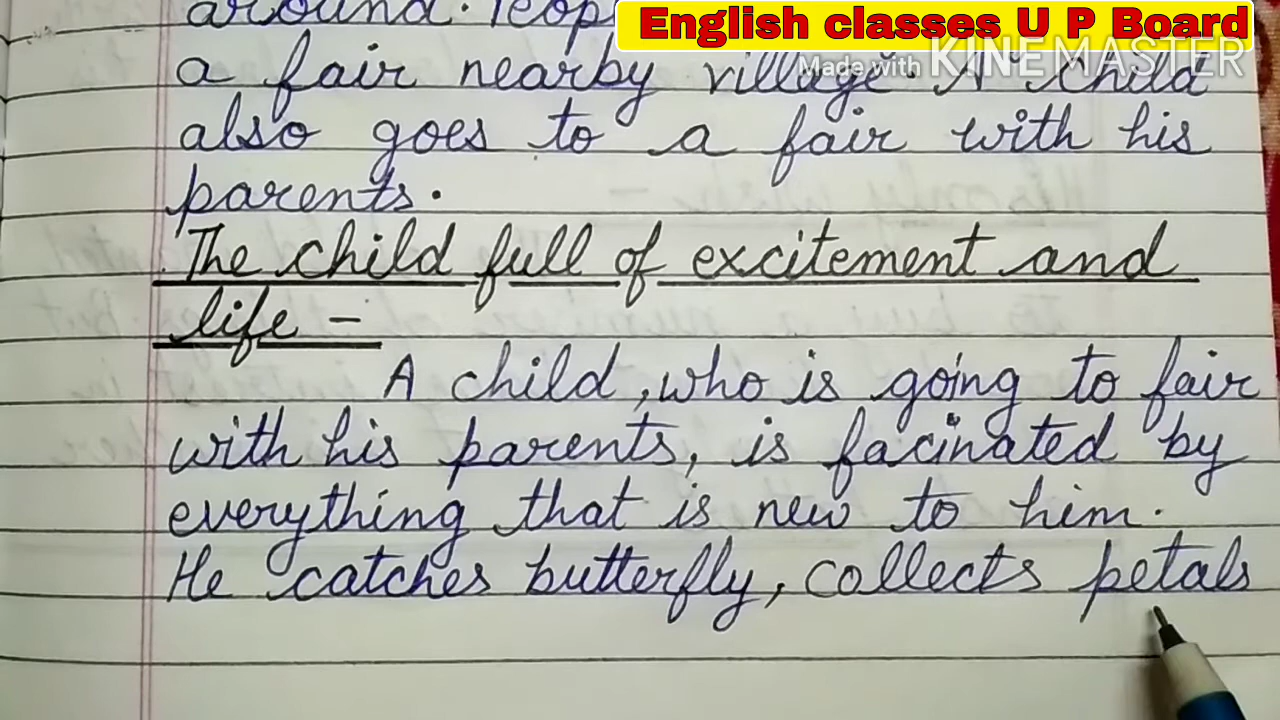 English classes U P Board
Made with KINEMASTER
around. Peop
a fair nearby village. A child
also goes to a fair with his
parents.
The child full of excitement and
life -
A child, who is going to fair
with his parents, is facinated by
everything that is new to him.
He catches butterfly, collects petals